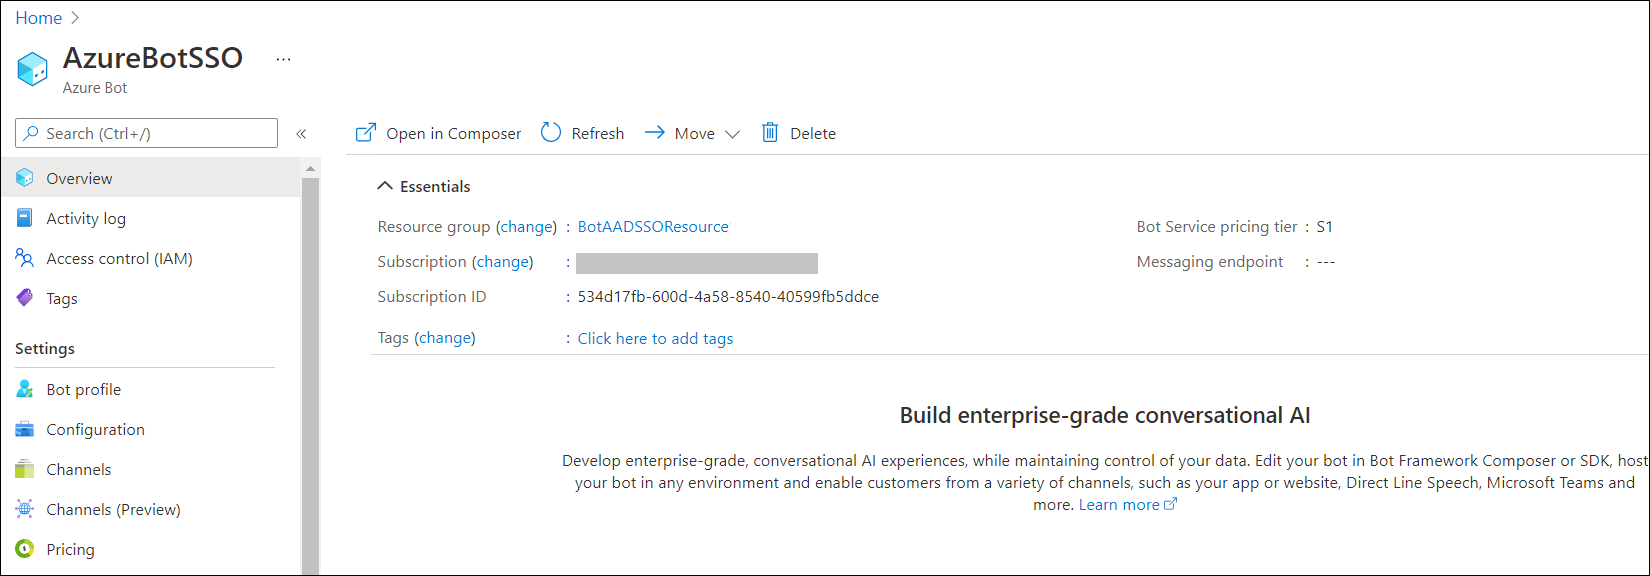 Home >
AzureBotSSO ...
Azure Bot
Search (Ctrl+/) «
Overview
Activity log
Access control (IAM)
Tags
Settings
Bot profile
Configuration
Channels
Channels (Preview)
Pricing
Open in Composer Refresh Move Delete
Essentials
Resource group (change) : BotAADSSOResource
Subscription (change) :
Subscription ID : 534d17fb-600d-4a58-8540-40599fb5ddce
Tags (change) : Click here to add tags
Bot Service pricing tier : S1
Messaging endpoint : ---
Build enterprise-grade conversational AI
Develop enterprise-grade, conversational AI experiences, while maintaining control of your data. Edit your bot in Bot Framework Composer or SDK, host
your bot in any environment and enable customers from a variety of channels, such as your app or website, Direct Line Speech, Microsoft Teams and
more. Learn more